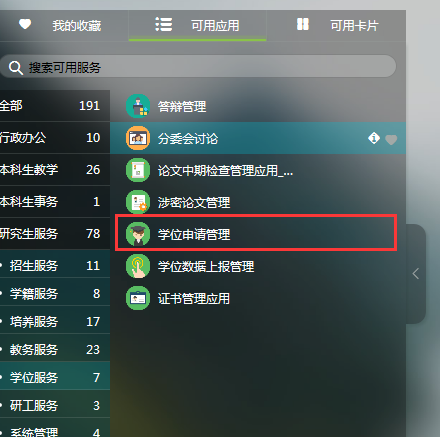 我的收藏 可用应用 可用卡片
搜索可用服务
全部 191
行政办公 10
本科生教学 26
本科生事务 1
研究生服务 78
招生服务 11
学籍服务 8
培养服务 17
教务服务 23
学位服务 7
研工服务 3
系统管理 4
答辩管理
分委会讨论
论文中期检查管理应用_...
涉密论文管理
学位申请管理
学位数据上报管理
证书管理应用